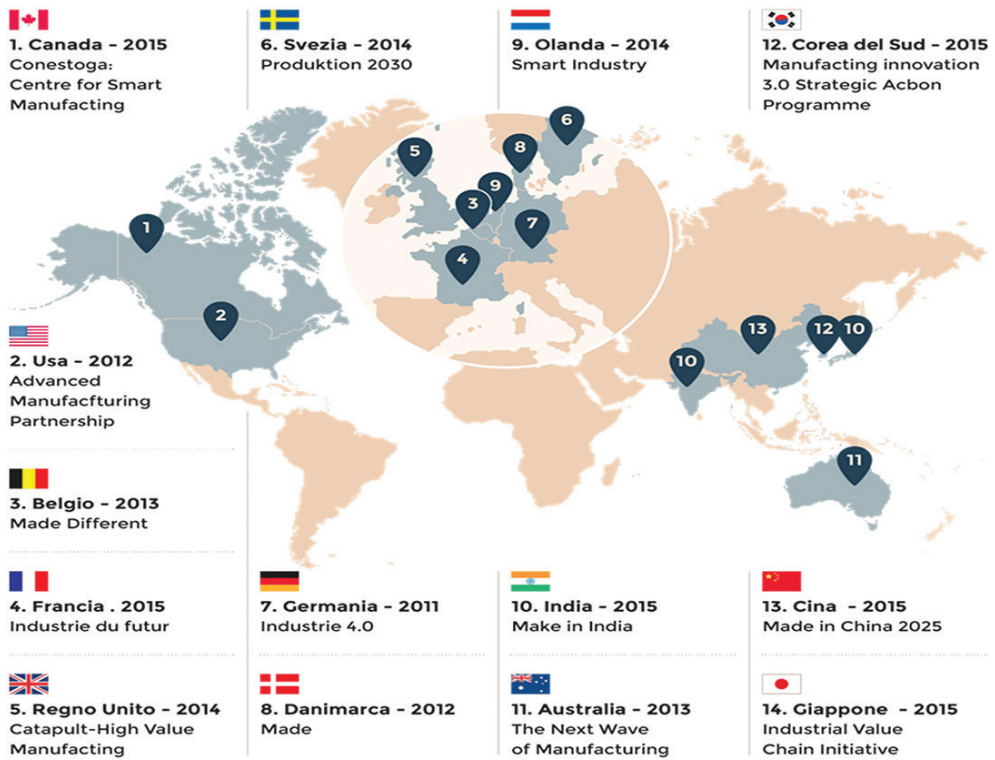 1. Canada - 2015
Conestoga:
Centre for Smart
Manufacting
6. Svezia - 2014
Produktion 2030
9. Olanda - 2014
Smart Industry
12. Corea del Sud - 2015
Manufacting innovation
3.0 Strategic Acbon
Programme
6
5
8
9
3
7
1
4
2
13
12
10
10
11
2. Usa - 2012
Advanced
Manufacfturing
Partnership
3. Belgio - 2013
Made Different
4. Francia . 2015
Industrie du futur
7. Germania - 2011
Industrie 4.0
10. India - 2015
Make in India
13. Cina - 2015
Made in China 2025
5. Regno Unito - 2014
Catapult-High Value
Manufacturing
8. Danimarca - 2012
Made
11. Australia - 2013
The Next Wave
of Manufacturing
14. Giappone - 2015
Industrial Value
Chain Initiative